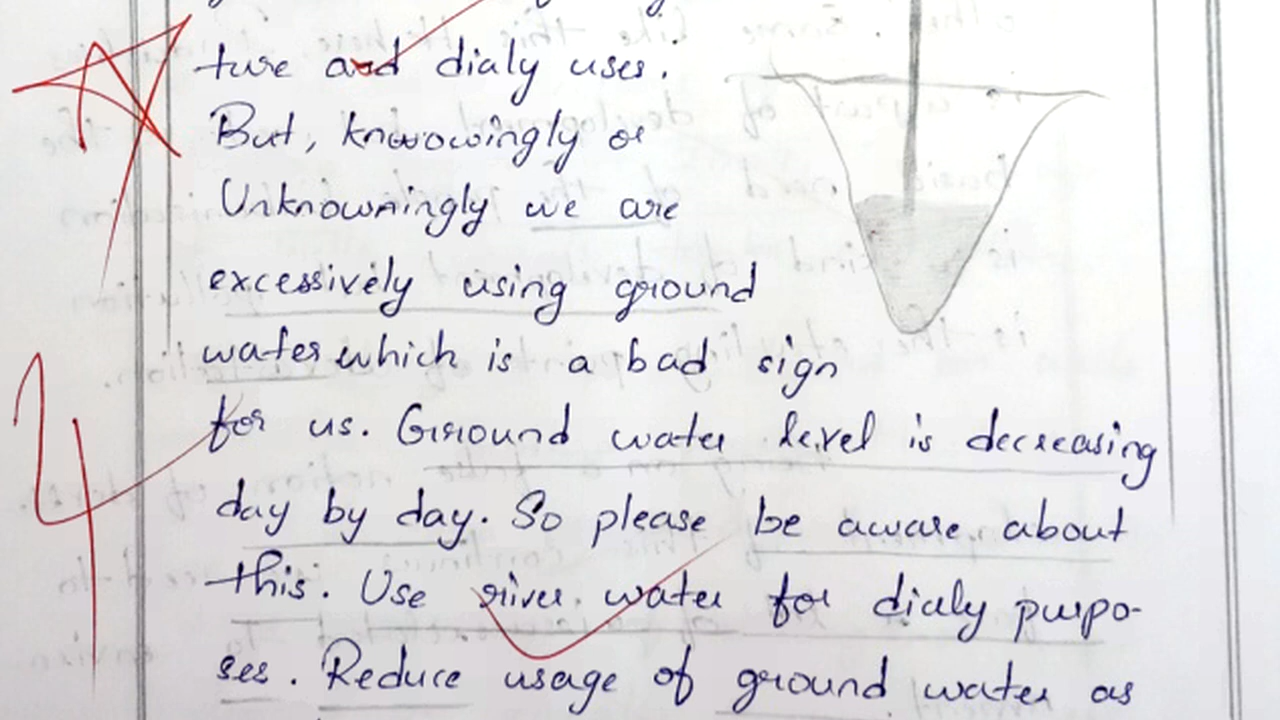 ture and dialy uses.
But, knowowingly or
Unknowningly we are
excessively using ground
water which is a bad sign
for us. Ground water level is decreasing
day by day. So please be aware about
this. Use river water for dialy purpo-
ses. Reduce usage of ground water as